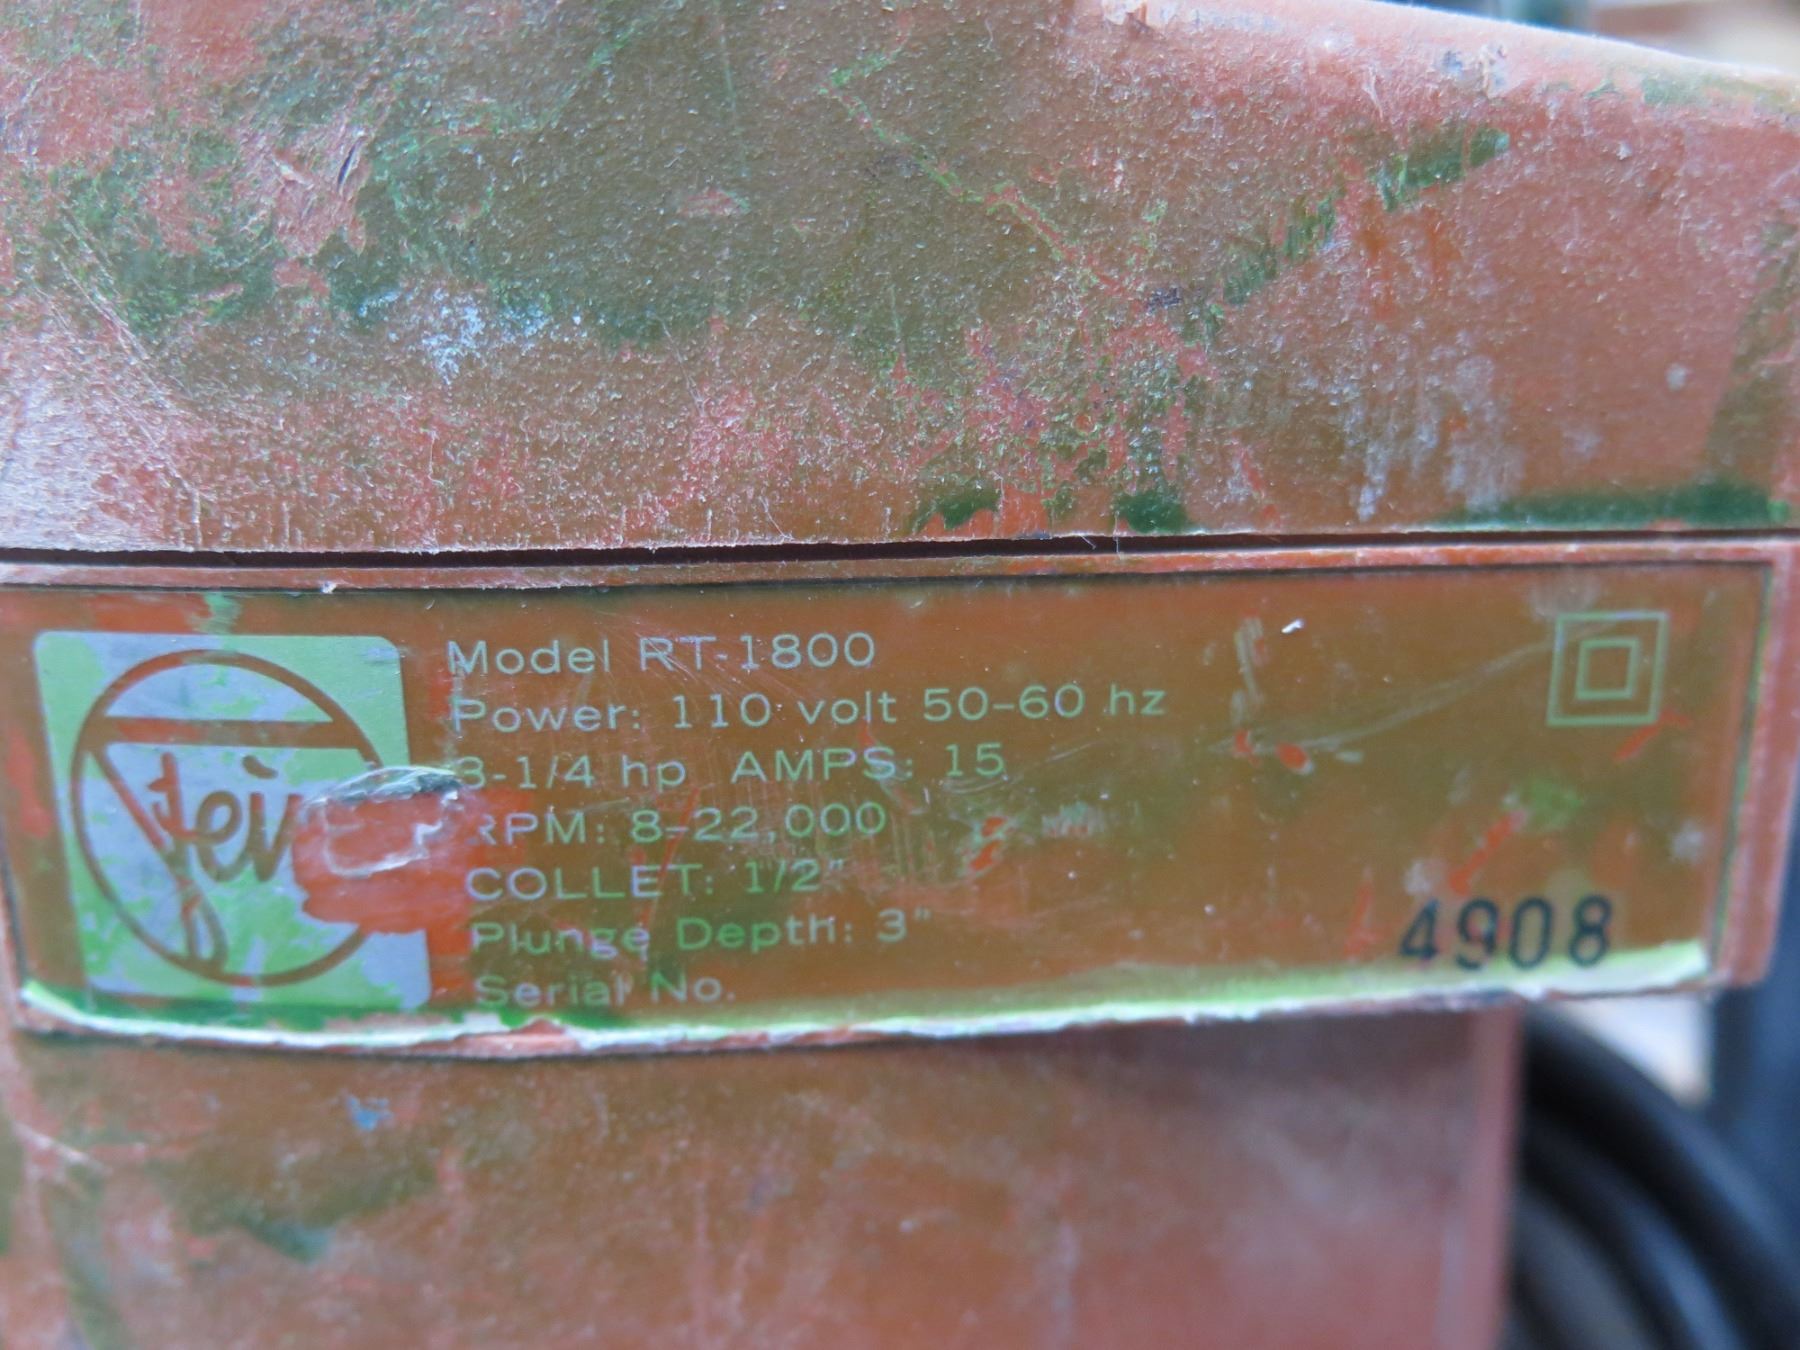 Model RT-1800
Power: 110 volt 50-60 hz
3-1/4 hp AMPS: 15
RPM: 8-22,000
COLLET: 1/2"
Plunge Depth: 3"
Serial No. 4908